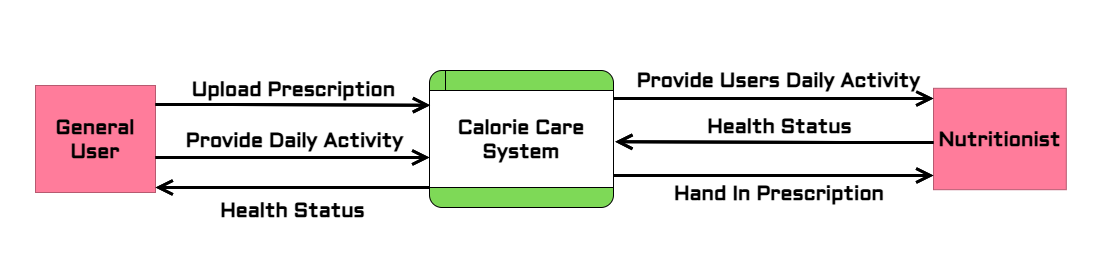 Upload Prescription
Provide Users Daily Activity
General
User
Provide Daily Activity
Calorie Care
System
Health Status
Nutritionist
Hand In Prescription
Health Status